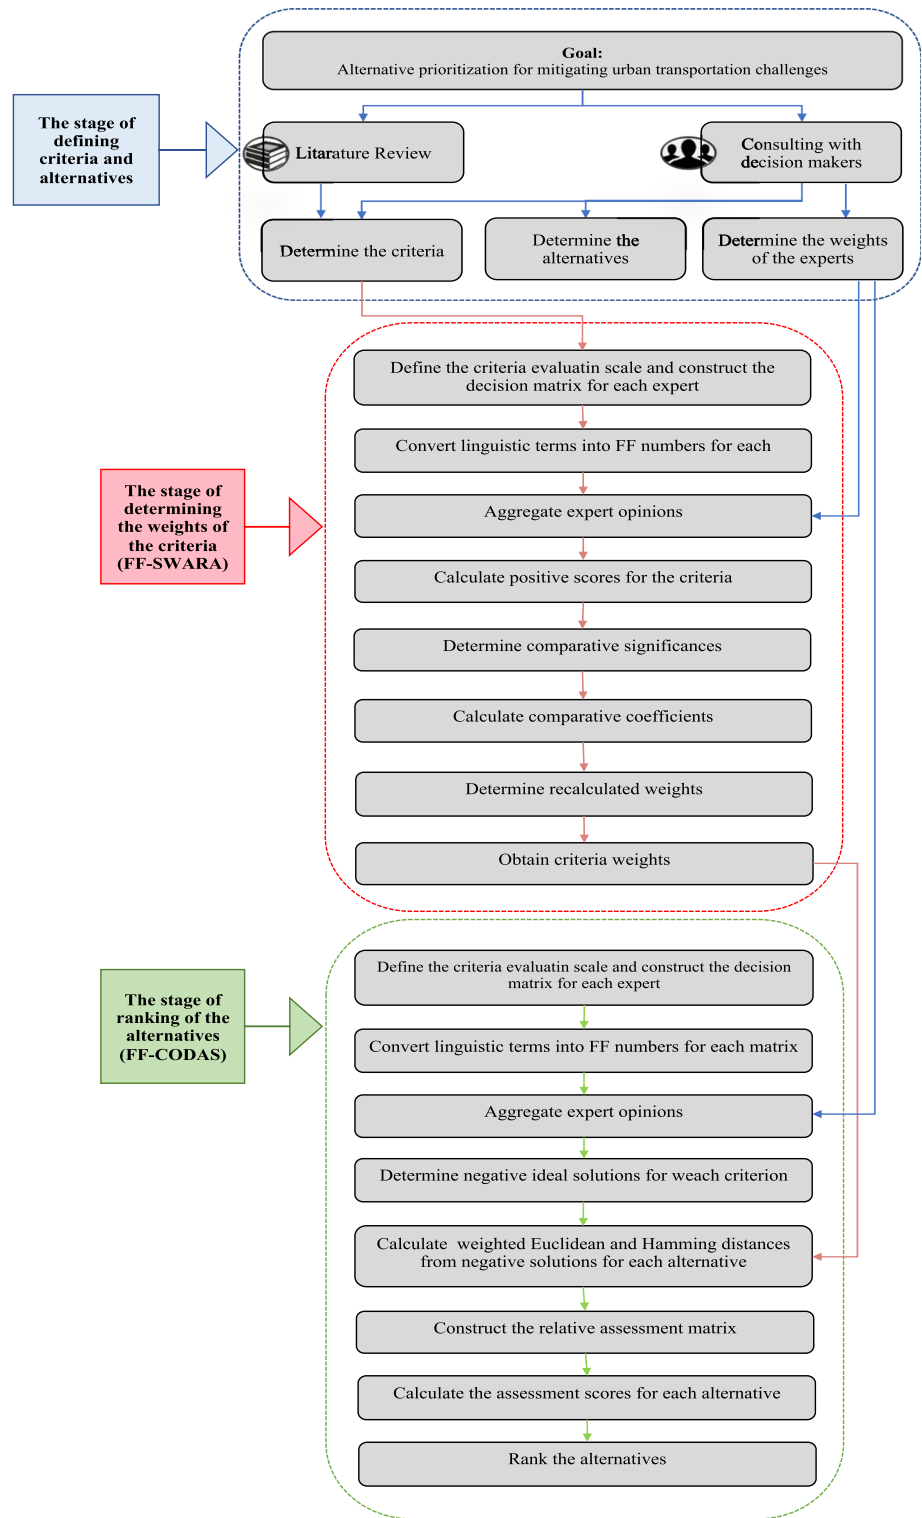 Goal:
Alternative prioritization for mitigating urban transportation challenges
The stage of
defining
criteria and
alternatives
Litarature Review
Consulting with
decision makers
Determine the criteria
Determine the
alternatives
Determine the weights
of the experts
Define the criteria evaluatin scale and construct the
decision matrix for each expert
Convert linguistic terms into FF numbers for each
The stage of
determining
the weights of
the criteria
(FF-SWARA)
Aggregate expert opinions
Calculate positive scores for the criteria
Determine comparative significances
Calculate comparative coefficients
Determine recalculated weights
Obtain criteria weights
Define the criteria evaluatin scale and construct the decision
matrix for each expert
The stage of
ranking of the
alternatives
(FF-CODAS)
Convert linguistic terms into FF numbers for each matrix
Aggregate expert opinions
Determine negative ideal solutions for weach criterion
Calculate weighted Euclidean and Hamming distances
from negative solutions for each alternative
Construct the relative assessment matrix
Calculate the assessment scores for each alternative
Rank the alternatives